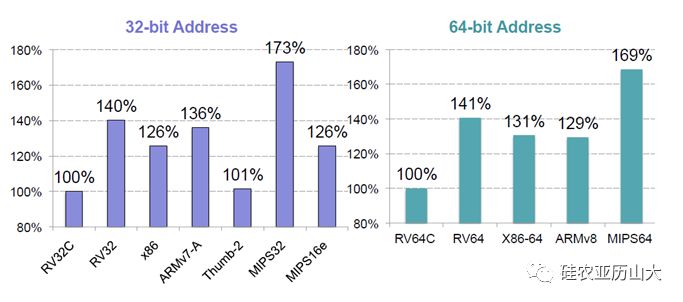 32-bit Address
180%
160%
140%
120%
100%
80%
100%
140%
126%
136%
101%
173%
126%
RV32C
RV32
x86
ARMv7-A
Thumb-2
MIPS32
MIPS16e
64-bit Address
180%
160%
140%
120%
100%
80%
100%
141%
131%
129%
169%
RV64C
RV64
X86-64
ARMv8
MIPS64
硅农亚历山大